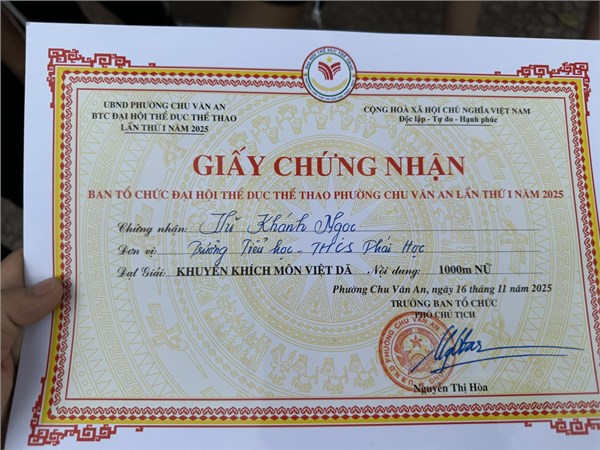 UBND PHƯỜNG CHU VĂN AN
BTC ĐẠI HỘI THỂ DỤC THỂ THAO
LẦN THỨ I NĂM 2025
CỘNG HOÀ XÃ HỘI CHỦ NGHĨA VIỆT NAM
Độc lập - Tự do - Hạnh phúc
GIẤY CHỨNG NHẬN
BAN TỔ CHỨC ĐẠI HỘI THỂ DỤC THỂ THAO PHƯỜNG CHU VĂN AN LẦN THỨ I NĂM 2025
Chứng nhận: Khánh Ngọc
Đơn vị: Trường Tiểu học - THCS Phái Học
Đạt Giải: KHUYẾN KHÍCH MÔN VIỆT DÃ Nội dung: 1000m NỮ
Phường Chu Văn An, ngày 16 tháng 11 năm 2025
TRƯỞNG BAN TỔ CHỨC
PHÓ CHỦ TỊCH
Nguyễn Thị Hòa